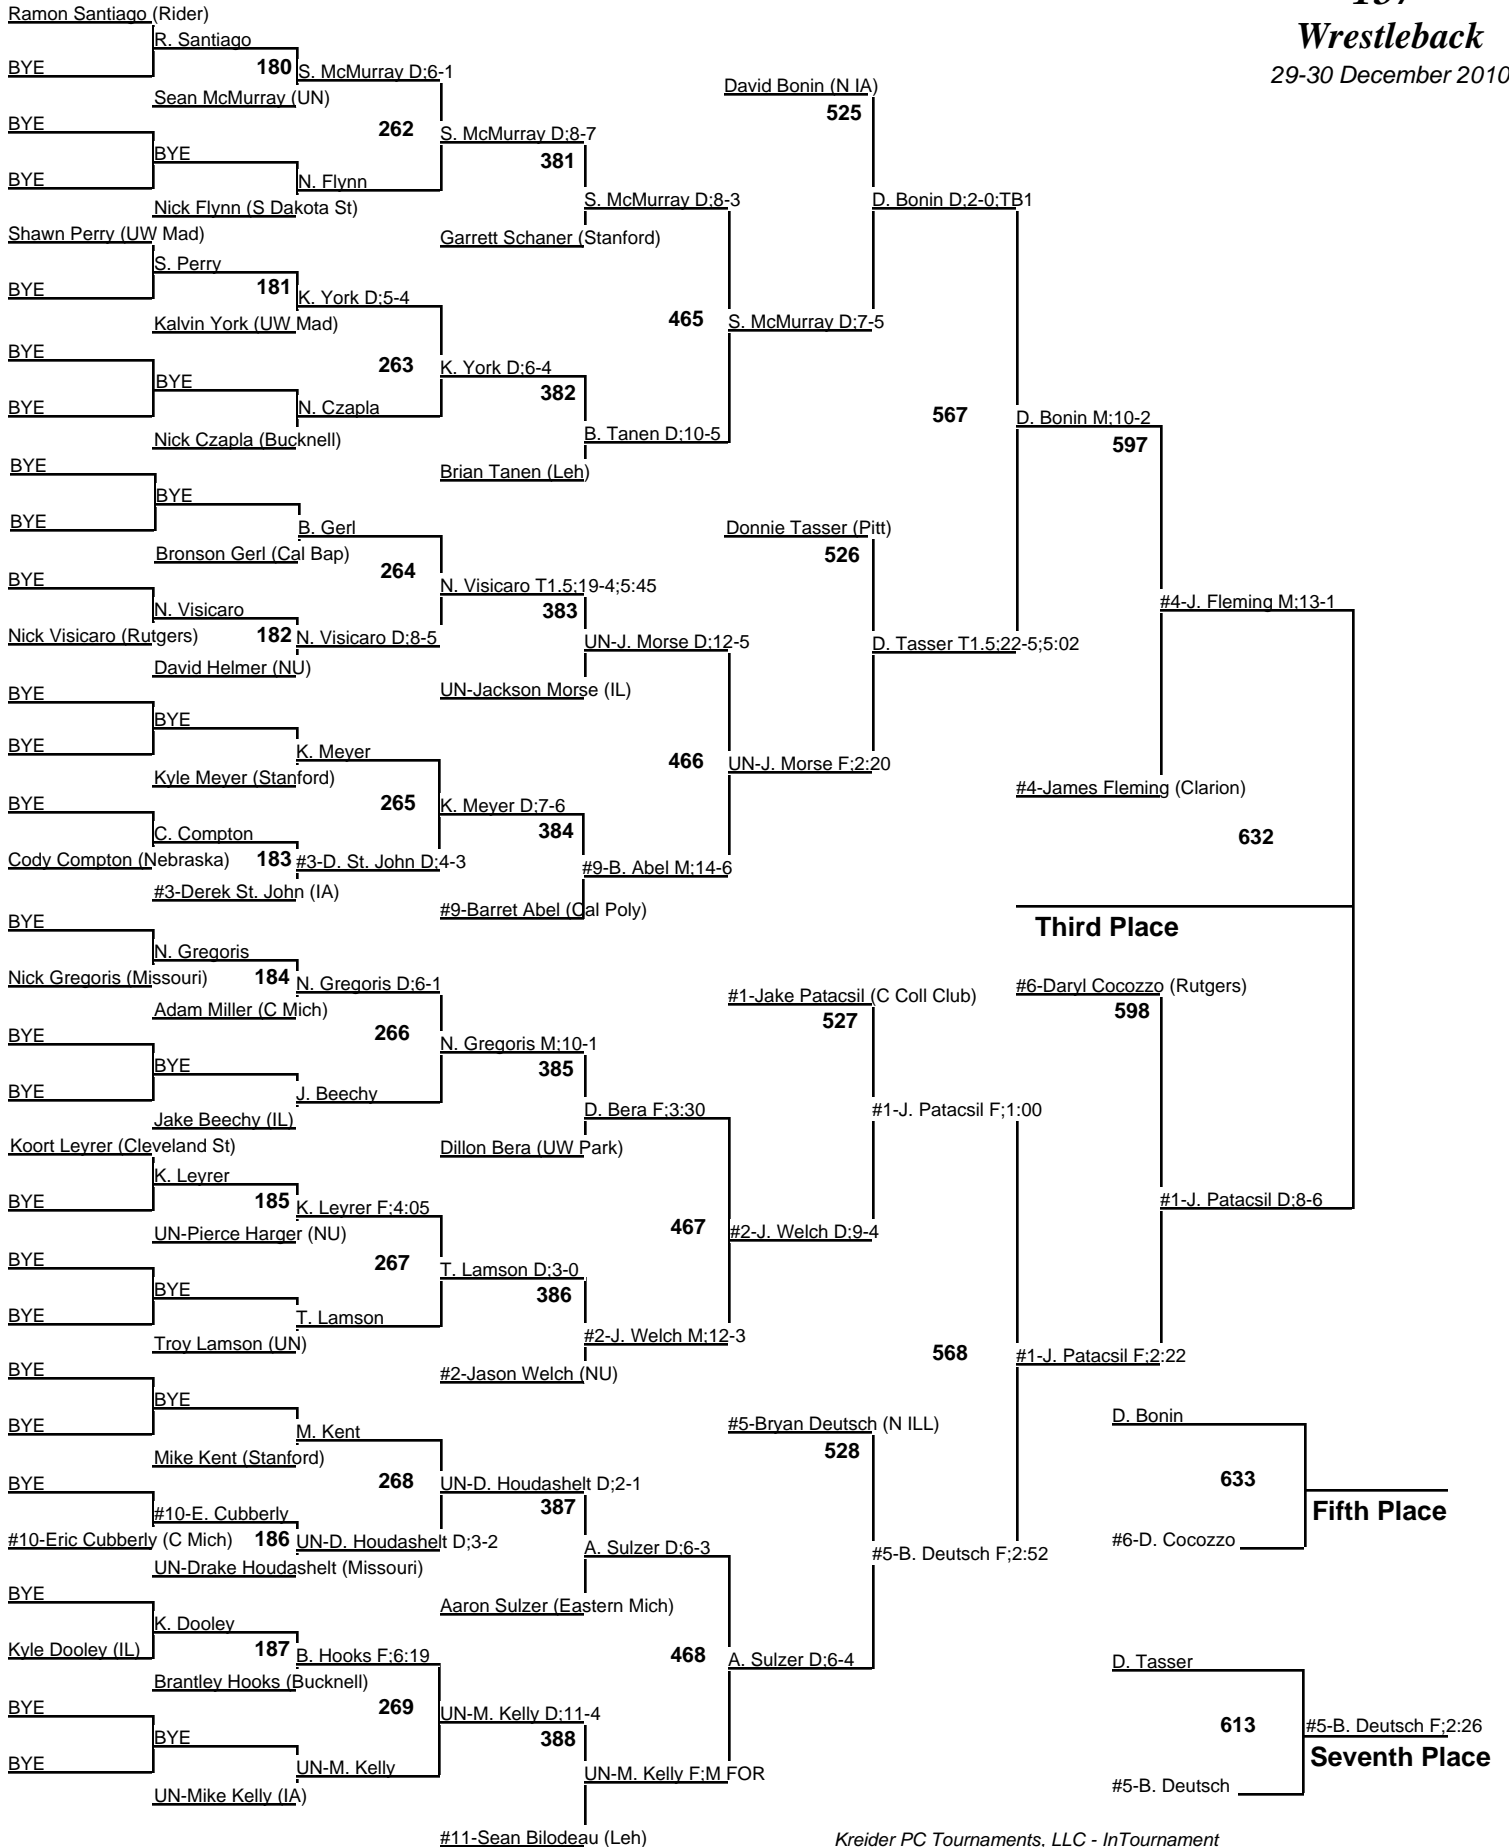 157
Wrestleback
29-30 December 2010
Ramon Santiago (Rider)
R. Santiago
BYE
180
S. McMurray D;6-1
Sean McMurray (UN)
BYE
262
S. McMurray D;8-7
BYE
381
BYE
N. Flynn
S. McMurray D;8-3
Nick Flynn (S Dakota St)
Garrett Schaner (Stanford)
Shawn Perry (UW Mad)
S. Perry
BYE
181
K. York D;5-4
465
S. McMurray D;7-5
Kalvin York (UW Mad)
BYE
263
K. York D;6-4
BYE
382
BYE
N. Czapla
B. Tanen D;10-5
Nick Czapla (Bucknell)
Brian Tanen (Leh)
David Bonin (N IA)
525
D. Bonin D;2-0;TB1
567
D. Bonin M;10-2
597
BYE
BYE
BYE
B. Gerl
Bronson Gerl (Cal Bap)
264
N. Visicaro T1.5;19-4;5:45
BYE
383
N. Visicaro
Nick Visicaro (Rutgers)
182
N. Visicaro D;8-5
UN-J. Morse D;12-5
David Helmer (NU)
UN-Jackson Morse (IL)
Donnie Tasser (Pitt)
526
D. Tasser T1.5;22-5;5:02
#4-J. Fleming M;13-1
BYE
BYE
BYE
K. Meyer
466
UN-J. Morse F;2:20
Kyle Meyer (Stanford)
#4-James Fleming (Clarion)
BYE
265
K. Meyer D;7-6
C. Compton
384
632
Cody Compton (Nebraska)
183
#3-D. St. John D;4-3
#9-B. Abel M;14-6
#3-Derek St. John (IA)
#9-Barret Abel (Cal Poly)
Third Place
BYE
N. Gregoris
Nick Gregoris (Missouri)
184
N. Gregoris D;6-1
#1-Jake Patacsil (C Coll Club)
#6-Daryl Cocozzo (Rutgers)
Adam Miller (C Mich)
527
598
BYE
266
N. Gregoris M;10-1
BYE
385
BYE
J. Beechy
D. Bera F;3:30
#1-J. Patacsil F;1:00
Jake Beechy (IL)
Dillon Bera (UW Park)
Koort Leyrer (Cleveland St)
K. Leyrer
BYE
185
K. Leyrer F;4:05
#1-J. Patacsil D;8-6
UN-Pierce Harger (NU)
467
#2-J. Welch D;9-4
BYE
267
T. Lamson D;3-0
BYE
386
BYE
T. Lamson
#2-J. Welch M;12-3
Troy Lamson (UN)
568
#1-J. Patacsil F;2:22
BYE
#2-Jason Welch (NU)
BYE
BYE
M. Kent
#5-Bryan Deutsch (N ILL)
D. Bonin
Mike Kent (Stanford)
528
BYE
268
UN-D. Houdashelt D;2-1
633
#10-E. Cubberly
387
Fifth Place
#10-Eric Cubberly (C Mich)
186
UN-D. Houdashelt D;3-2
A. Sulzer D;6-3
#5-B. Deutsch F;2:52
#6-D. Cocozzo
UN-Drake Houdashelt (Missouri)
BYE
Aaron Sulzer (Eastern Mich)
K. Dooley
Kyle Dooley (IL)
187
B. Hooks F;6:19
468
A. Sulzer D;6-4
D. Tasser
Brantley Hooks (Bucknell)
BYE
269
UN-M. Kelly D;11-4
613
#5-B. Deutsch F;2:26
BYE
388
Seventh Place
BYE
UN-M. Kelly
UN-M. Kelly F;M FOR
#5-B. Deutsch
UN-Mike Kelly (IA)
#11-Sean Bilodeau (Leh)
Kreider PC Tournaments, LLC - InTournament